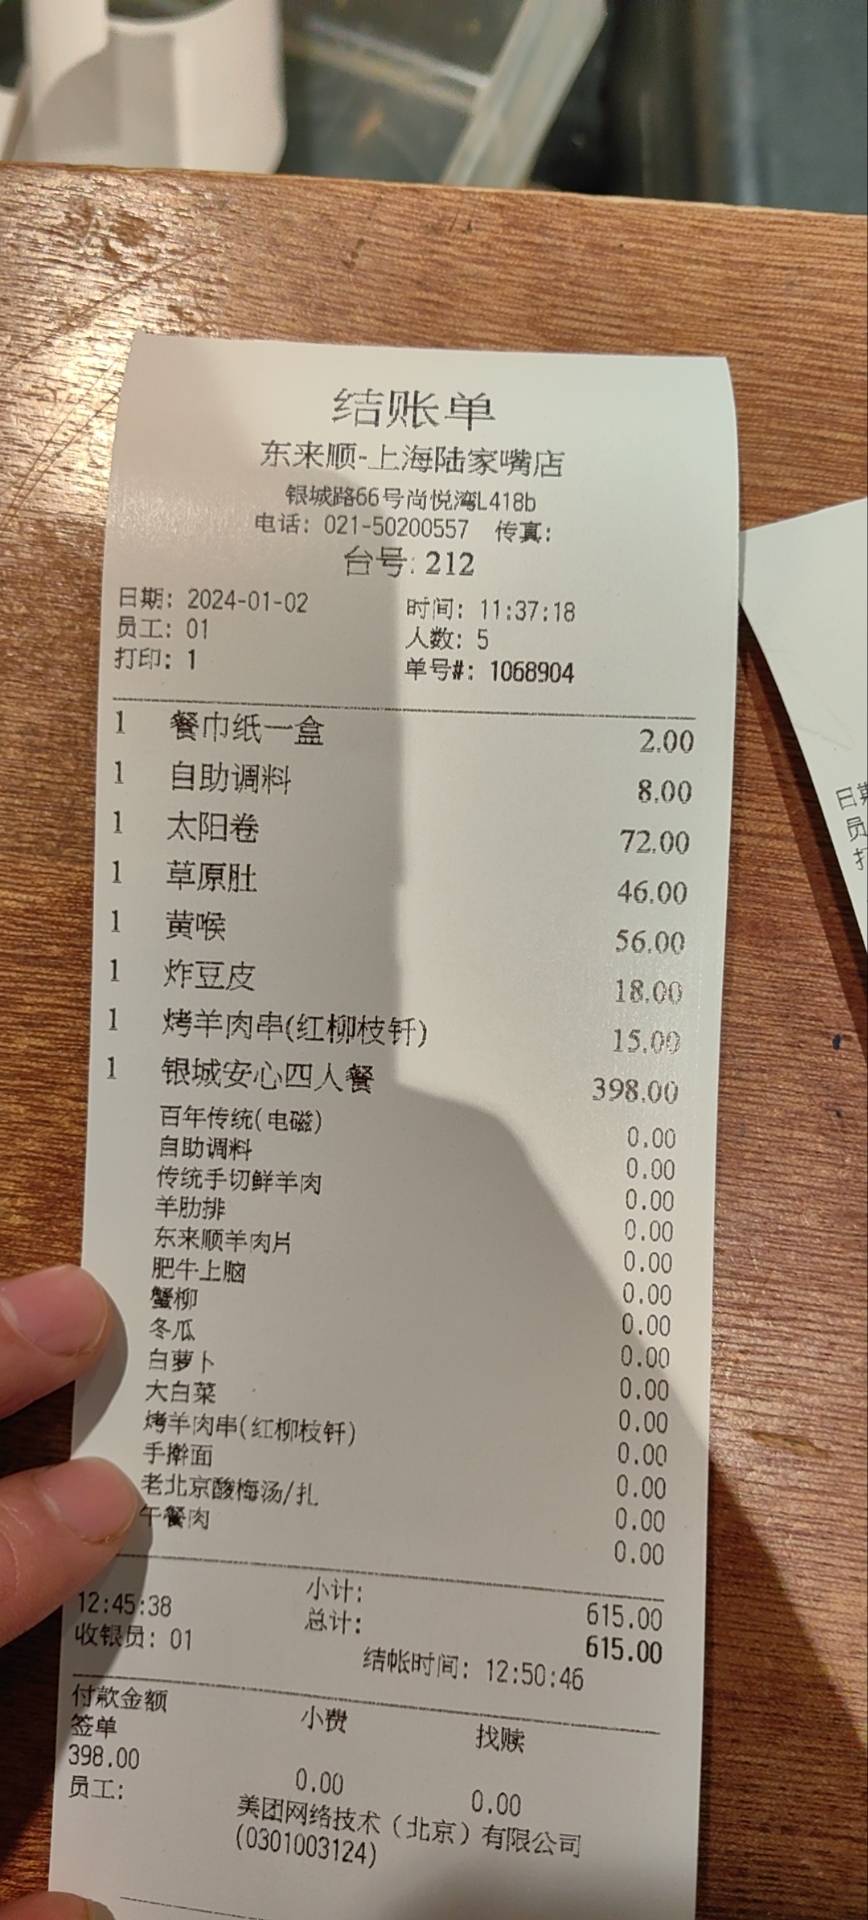 结账单
东来顺-上海陆家嘴店
银城路66号尚悦湾L418b
电话: 021-50200557 传真:
台号: 212
日期: 2024-01-02 时间: 11:37:18
员工: 01 人数: 5
打印: 1 单号#: 1068904
1 餐巾纸一盒 2.00
1 自助调料 8.00
1 太阳卷 72.00
1 草原肚 46.00
1 黄喉 56.00
1 炸豆皮 18.00
1 烤羊肉串(红柳枝钎) 15.00
1 银城安心四人餐 398.00
百年传统(电磁) 0.00
自助调料 0.00
传统手切鲜羊肉 0.00
羊肋排 0.00
东来顺羊肉片 0.00
肥牛上脑 0.00
蟹柳 0.00
冬瓜 0.00
白萝卜 0.00
大白菜 0.00
烤羊肉串(红柳枝钎) 0.00
手擀面 0.00
老北京酸梅汤/扎 0.00
午餐肉 0.00
小计: 615.00
12:45:38 总计: 615.00
收银员: 01 结帐时间: 12:50:46
付款金额 小费 找赎
签单
398.00 0.00 0.00
员工: 美团网络技术（北京）有限公司
(0301003124)
日期
员
打